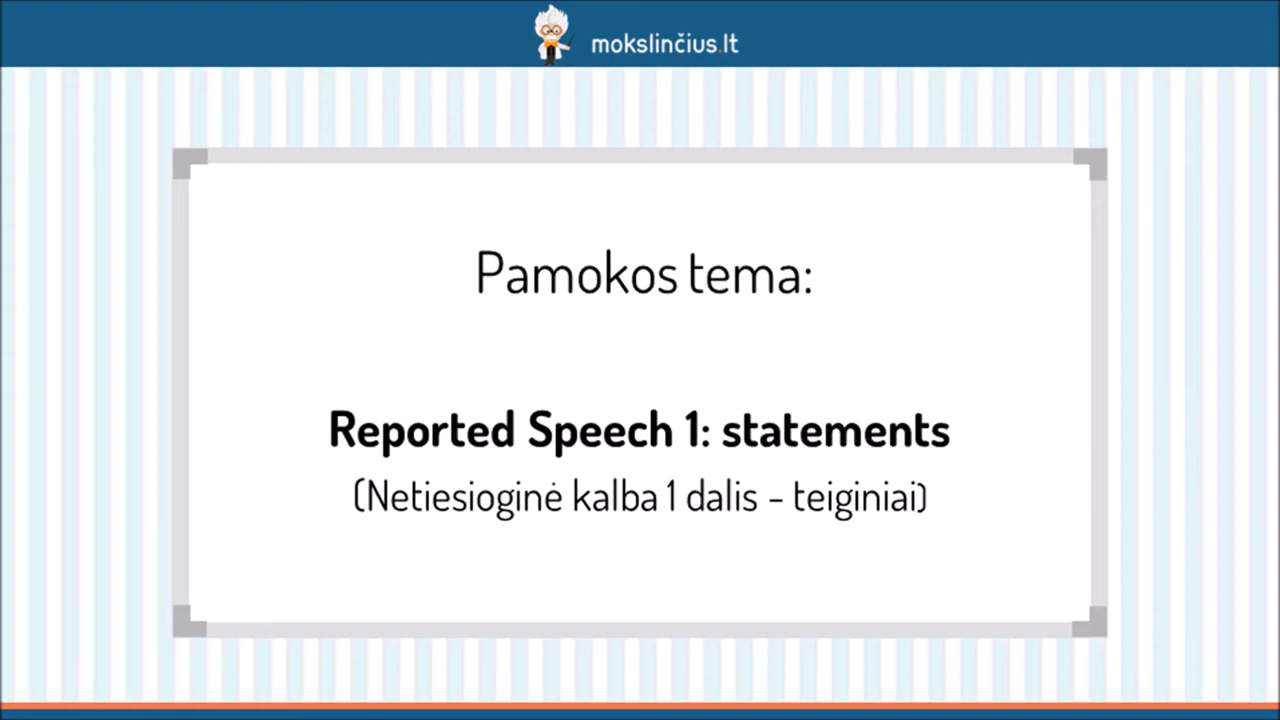 mokslinčius.lt
Pamokos tema:
Reported Speech 1: statements
(Netiesioginė kalba 1 dalis - teiginiai)